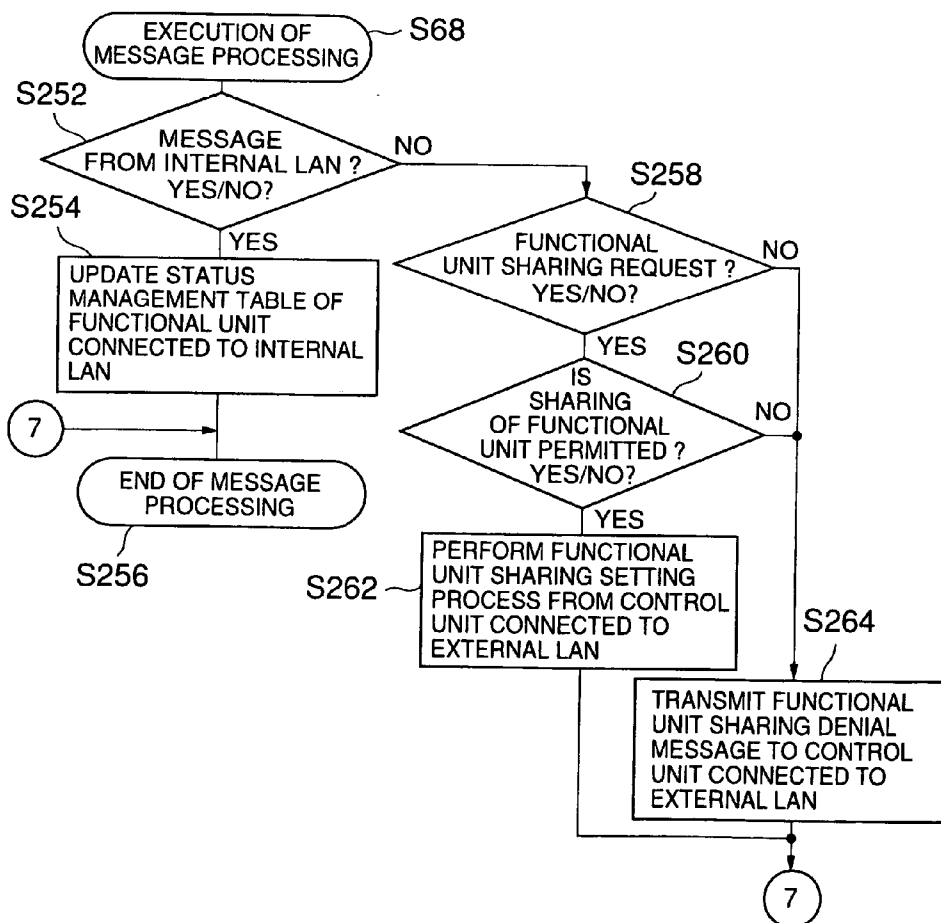 EXECUTION OF
MESSAGE PROCESSING
S68
S252
MESSAGE
FROM INTERNAL LAN ?
YES/NO?
NO
YES
S254
UPDATE STATUS
MANAGEMENT TABLE OF
FUNCTIONAL UNIT
CONNECTED TO INTERNAL
LAN
7
END OF MESSAGE
PROCESSING
S256
S258
FUNCTIONAL
UNIT SHARING REQUEST ?
YES/NO?
NO
YES
S260
IS
SHARING
OF FUNCTIONAL
UNIT PERMITTED ?
YES/NO?
NO
YES
S262
PERFORM FUNCTIONAL
UNIT SHARING SETTING
PROCESS FROM CONTROL
UNIT CONNECTED TO
EXTERNAL LAN
S264
TRANSMIT FUNCTIONAL
UNIT SHARING DENIAL
MESSAGE TO CONTROL
UNIT CONNECTED TO
EXTERNAL LAN
7